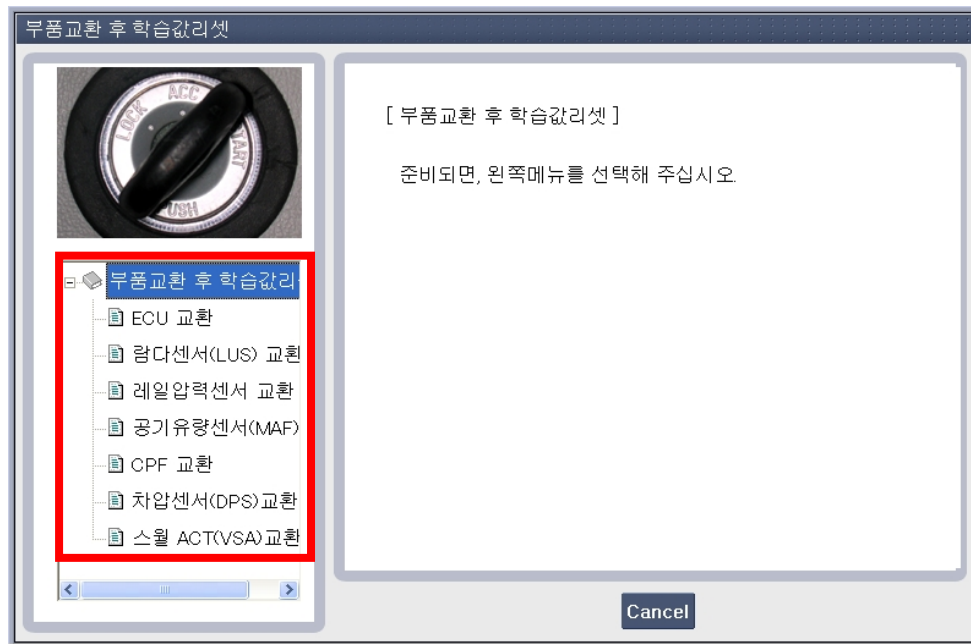 부품교환 후 학습값리셋
LOCK ACC START
PUSH
부품교환 후 학습값리
ECU 교환
람다센서(LUS) 교환
레일압력센서 교환
공기유량센서(MAF)
CPF 교환
차압센서(DPS)교환
스월 ACT(VSA)교환
[ 부품교환 후 학습값리셋 ]
준비되면, 왼쪽메뉴를 선택해 주십시오.
Cancel